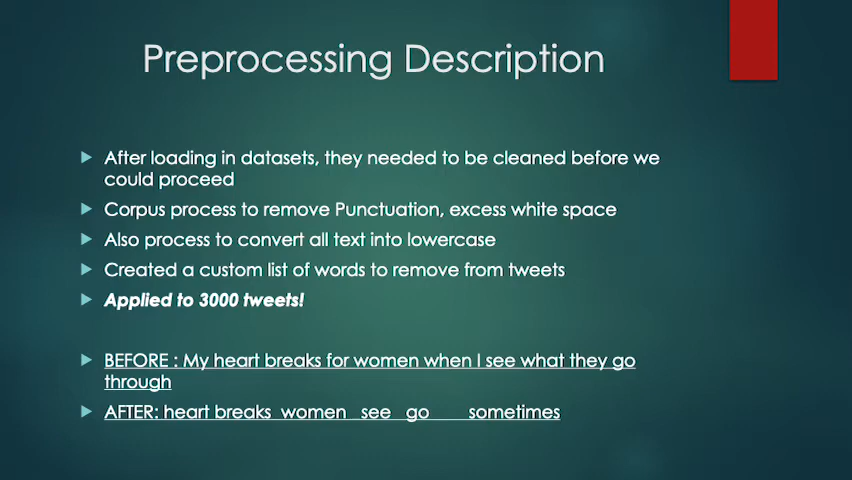 Preprocessing Description
After loading in datasets, they needed to be cleaned before we
could proceed
Corpus process to remove Punctuation, excess white space
Also process to convert all text into lowercase
Created a custom list of words to remove from tweets
Applied to 3000 tweets!
BEFORE : My heart breaks for women when I see what they go
through
AFTER: heart breaks  women   see   go       sometimes